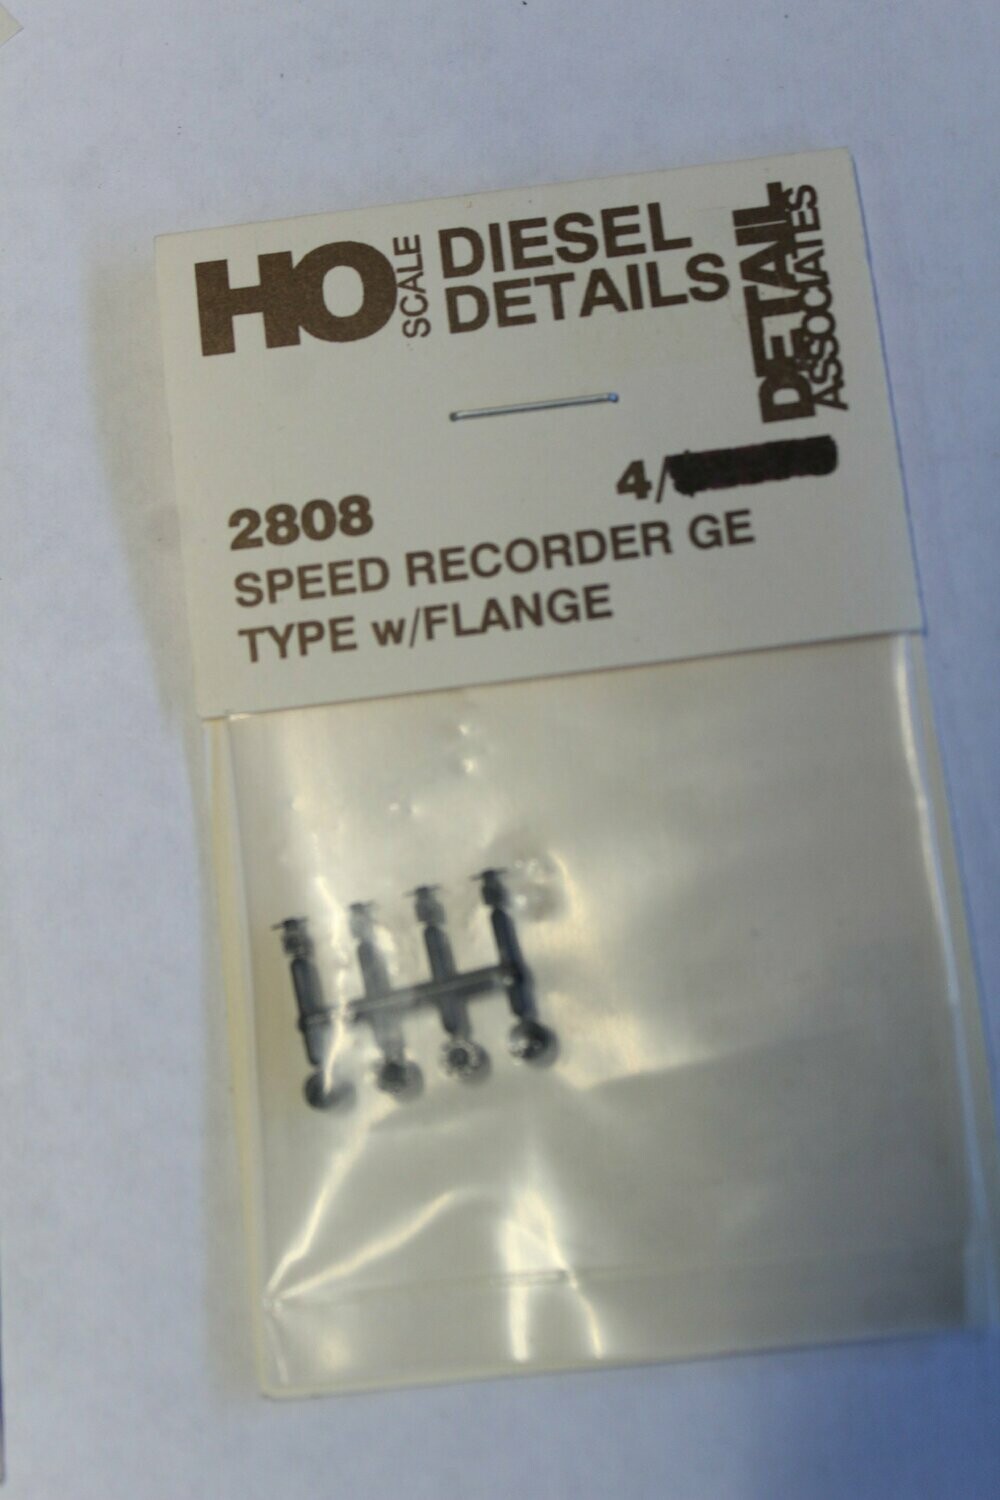 HO SCALE DIESEL
DETAILS
DETAIL
ASSOCIATES
2808 4/
SPEED RECORDER GE
TYPE w/FLANGE